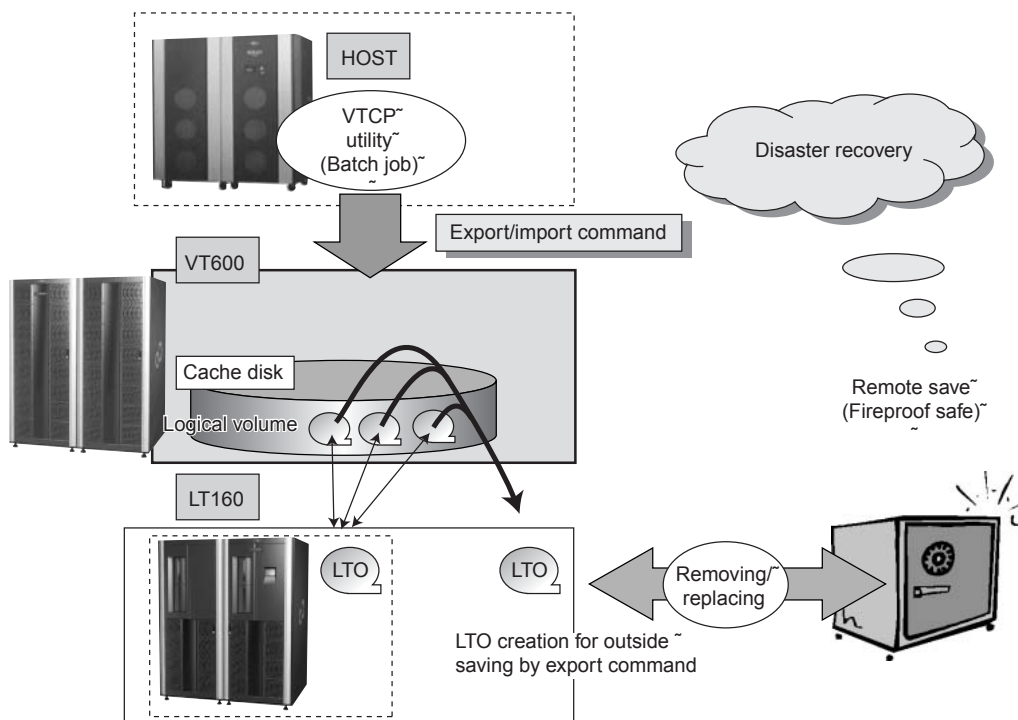 HOST
VTCP˜
utility˜
(Batch job)˜
˜
Disaster recovery
Export/import command
VT600
Cache disk
Logical volume
Remote save˜
(Fireproof safe)˜
˜
LT160
LTO
LTO
Removing/˜
replacing
LTO creation for outside ˜
saving by export command